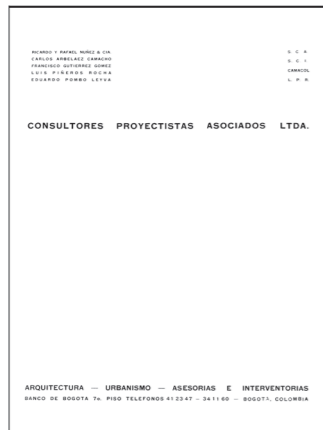 RICARDO Y RAFAEL NUÑEZ & CIA.
CARLOS ARBELAEZ CAMACHO
FRANCISCO GUTIERREZ GOMEZ
LUIS PIÑEROS ROCHA
EDUARDO POMBO LEYVA
CAMACOL
CONSULTORES PROYECTISTAS ASOCIADOS LTDA.
ARQUITECTURA — URBANISMO — ASESORIAS E INTERVENTORIAS
BANCO DE BOGOTA 7o. PISO TELEFONOS 41 23 47 — 34 11 60 — BOGOTA, COLOMBIA